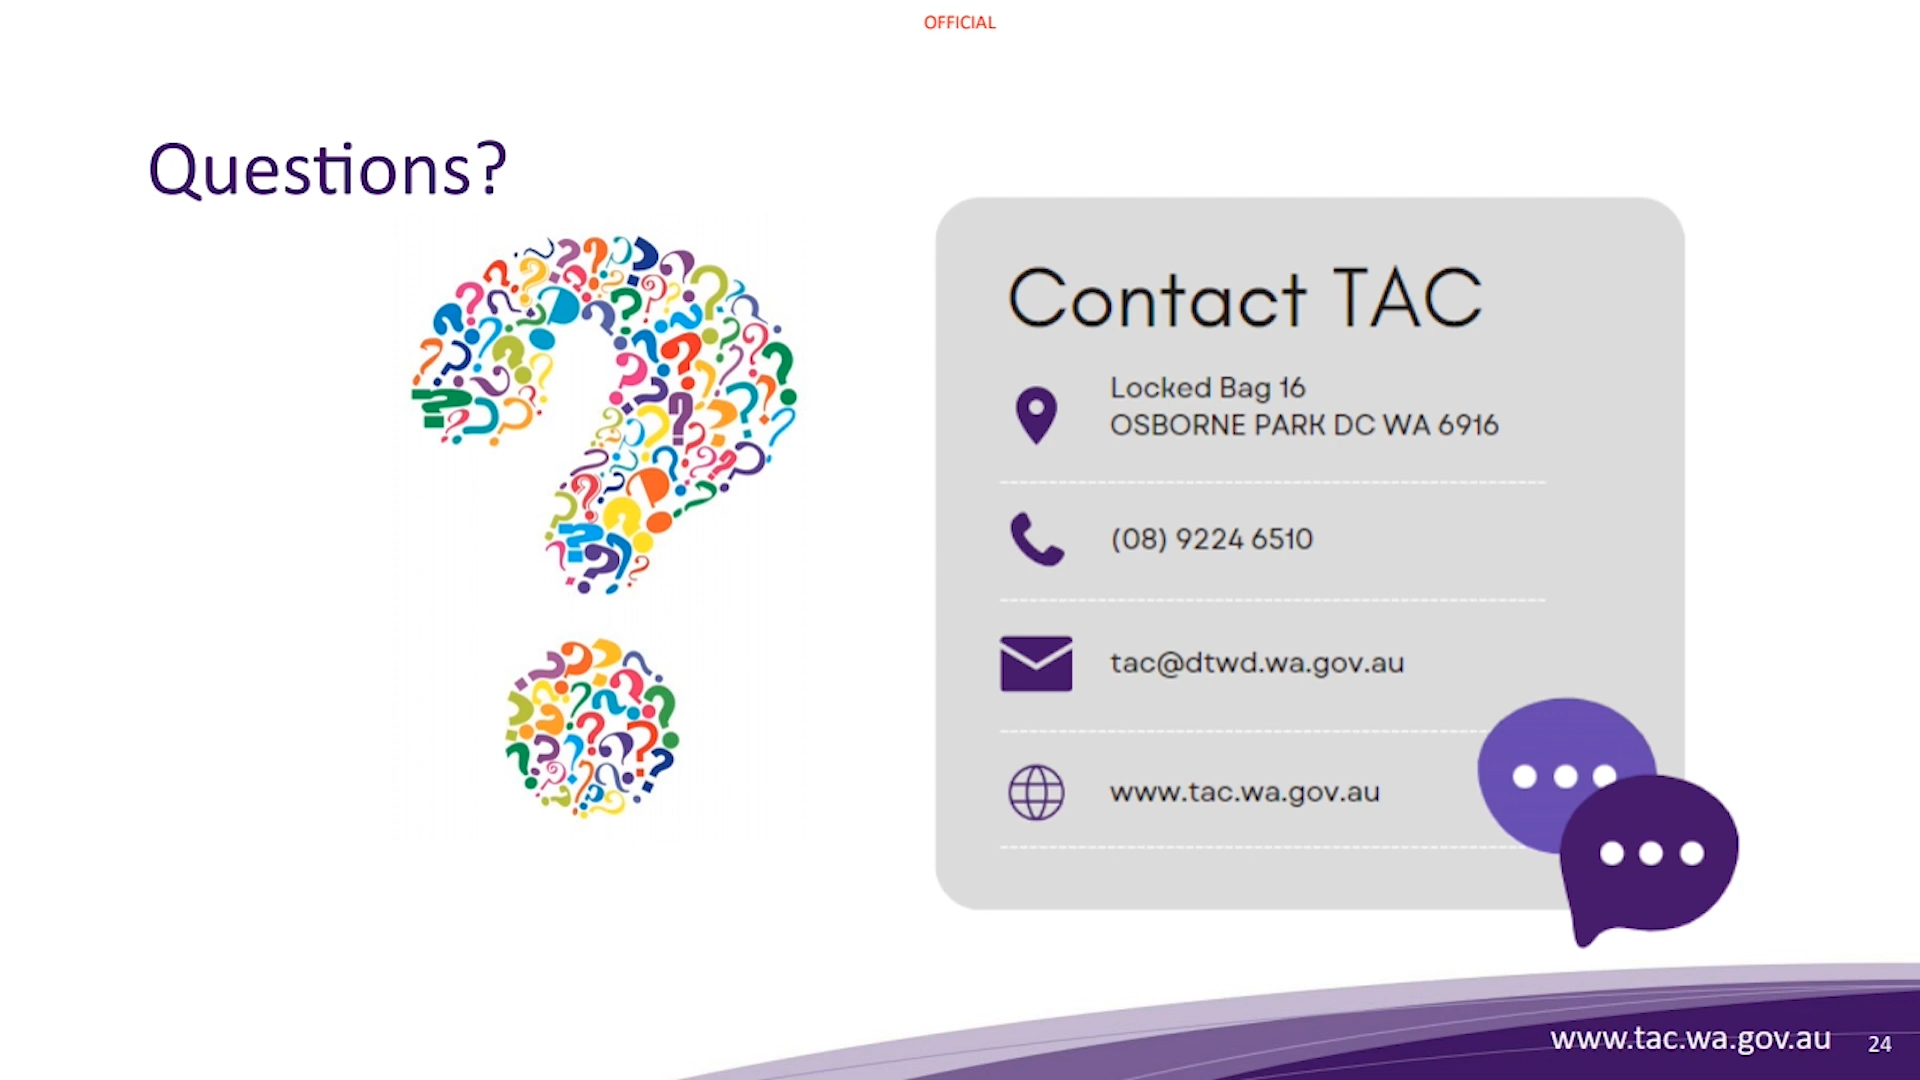 OFFICIAL
Questions?
Contact TAC
Locked Bag 16
OSBORNE PARK DC WA 6916
(08) 9224 6510
tac@dtwd.wa.gov.au
www.tac.wa.gov.au
www.tac.wa.gov.au
24